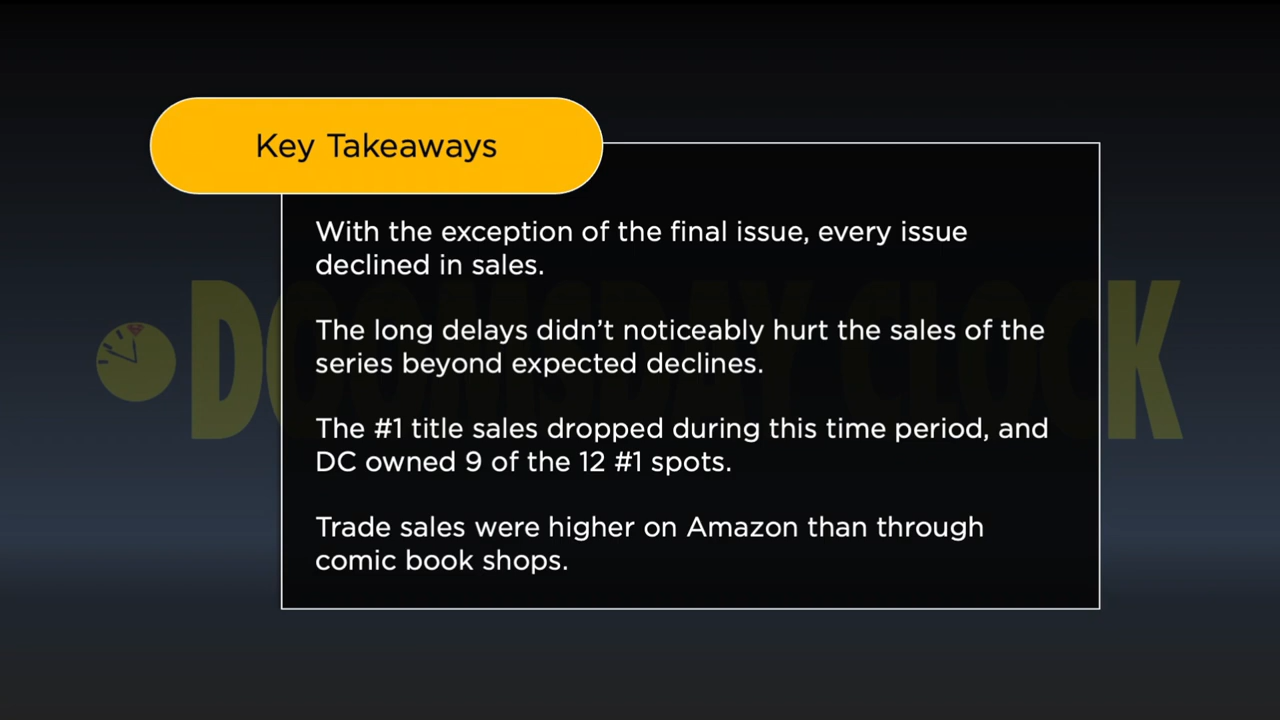 Key Takeaways
With the exception of the final issue, every issue
declined in sales.
The long delays didn’t noticeably hurt the sales of the
series beyond expected declines.
The #1 title sales dropped during this time period, and
DC owned 9 of the 12 #1 spots.
Trade sales were higher on Amazon than through
comic book shops.
DOOMSDAY CLOCK